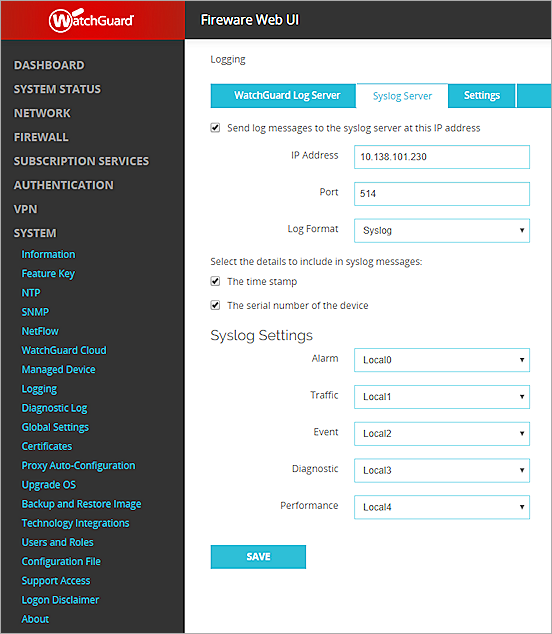 WatchGuard
Fireware Web UI
DASHBOARD
SYSTEM STATUS
NETWORK
FIREWALL
SUBSCRIPTION SERVICES
AUTHENTICATION
VPN
SYSTEM
Information
Feature Key
NTP
SNMP
NetFlow
WatchGuard Cloud
Managed Device
Logging
Diagnostic Log
Global Settings
Certificates
Proxy Auto-Configuration
Upgrade OS
Backup and Restore Image
Technology Integrations
Users and Roles
Configuration File
Support Access
Logon Disclaimer
About
Logging
WatchGuard Log Server Syslog Server Settings
Send log messages to the syslog server at this IP address
IP Address 10.138.101.230
Port 514
Log Format Syslog
Select the details to include in syslog messages:
The time stamp
The serial number of the device
Syslog Settings
Alarm Local0
Traffic Local1
Event Local2
Diagnostic Local3
Performance Local4
SAVE